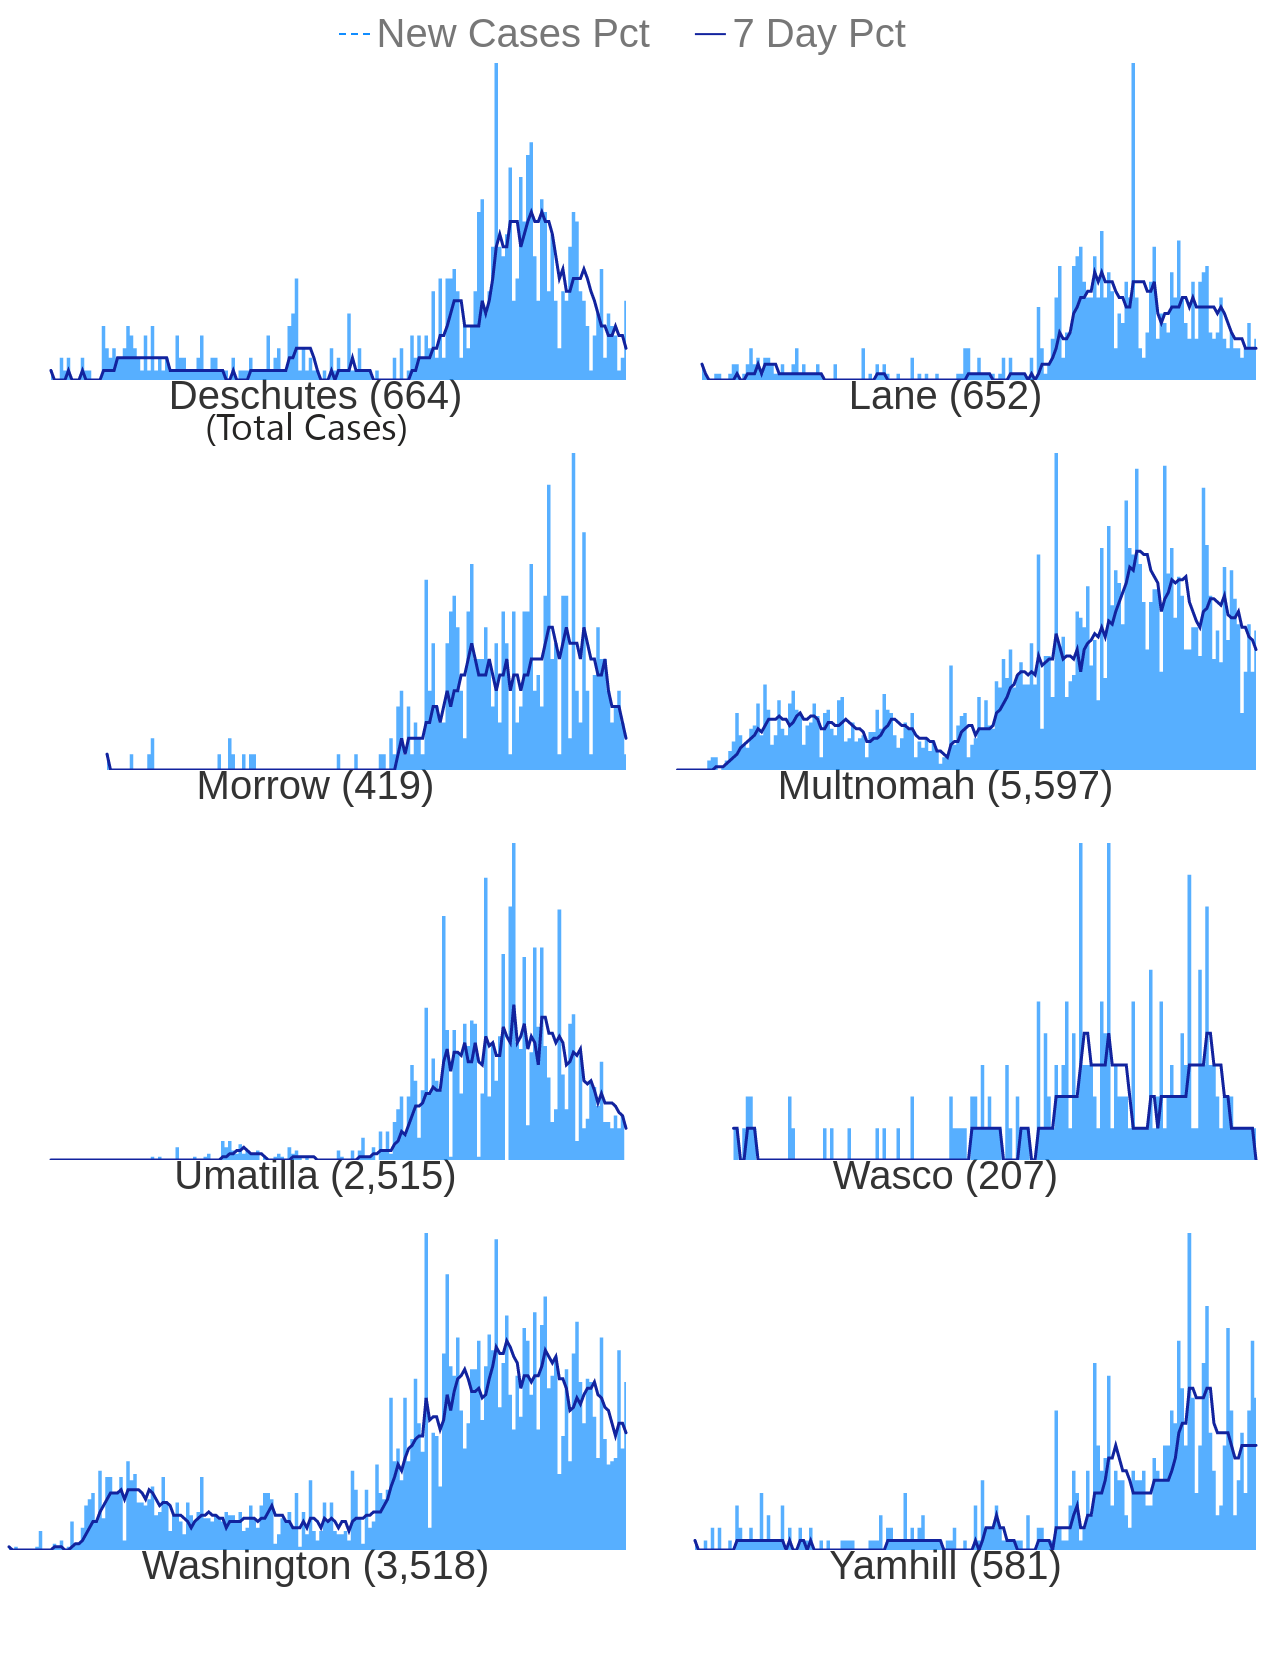 New Cases Pct 7 Day Pct
Deschutes (664) Lane (652)
(Total Cases)
Morrow (419) Multnomah (5,597)
Umatilla (2,515) Wasco (207)
Washington (3,518) Yamhill (581)